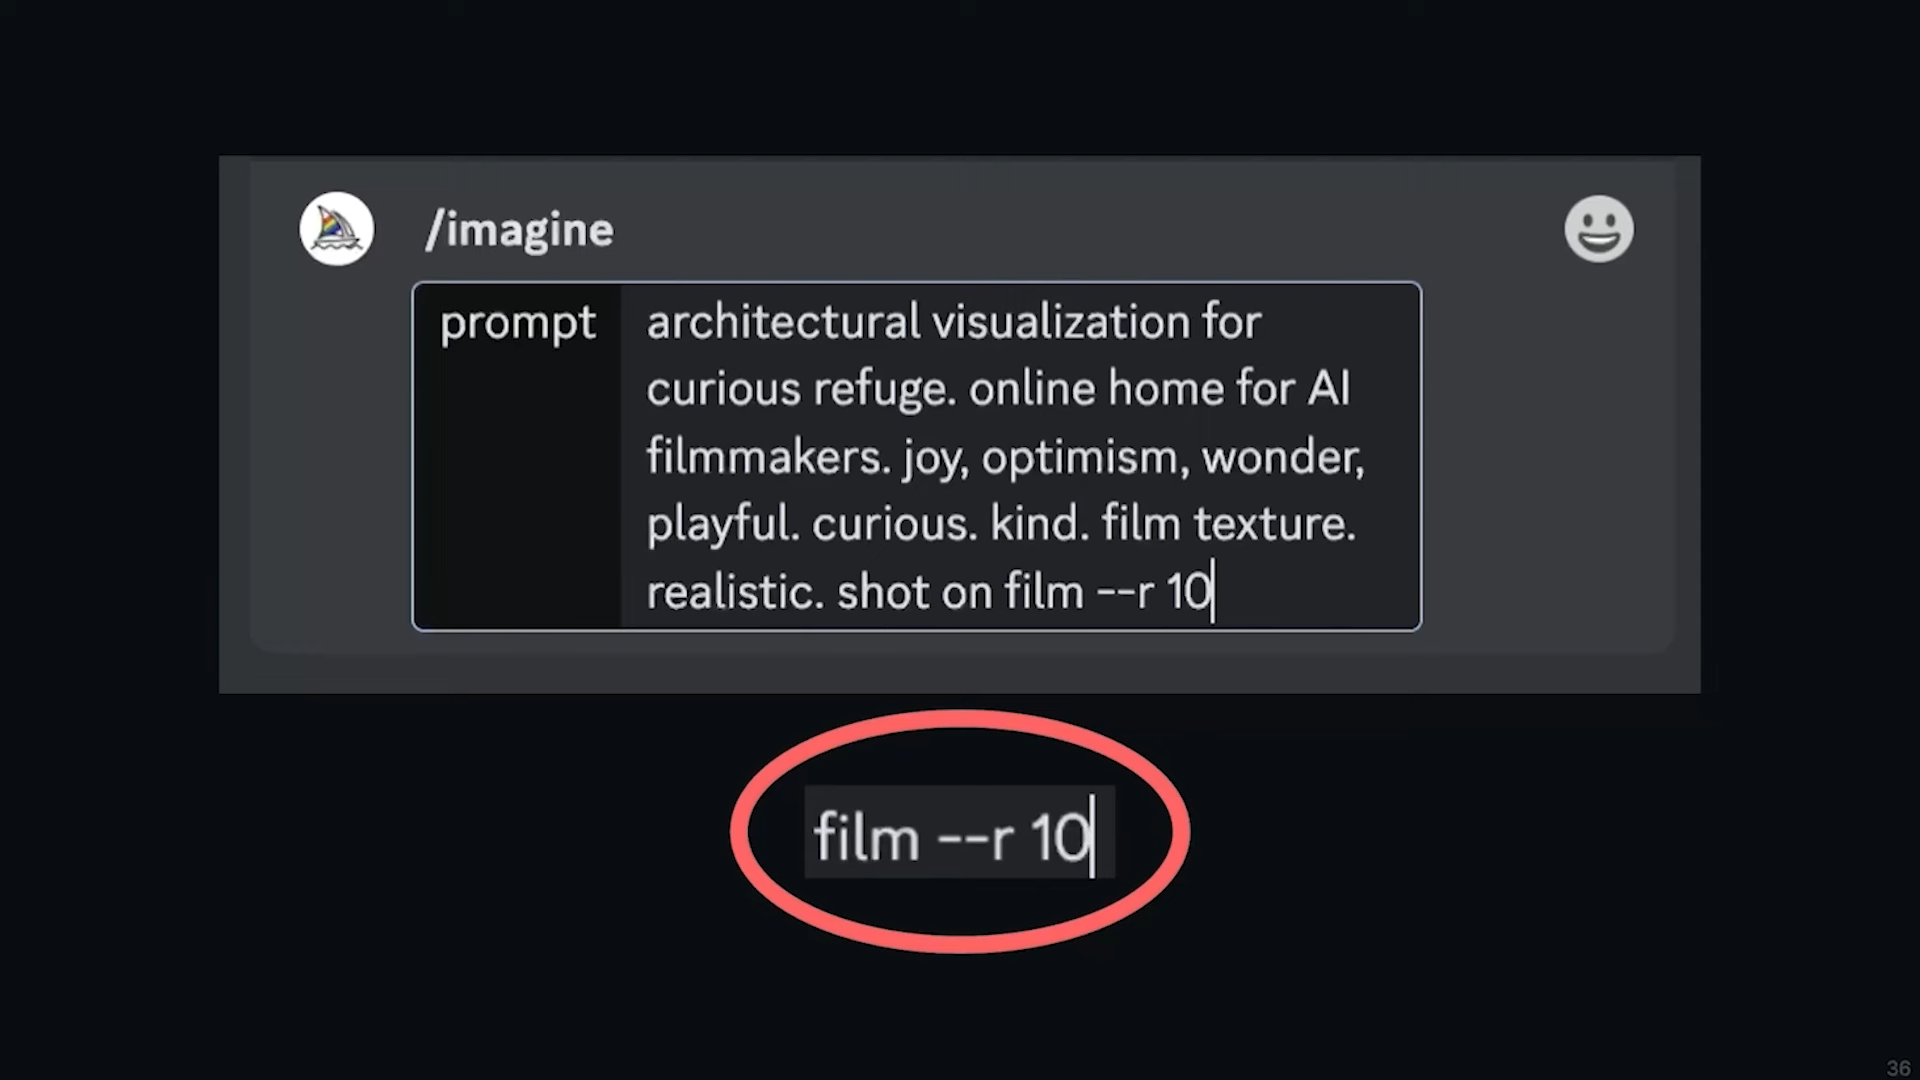 /imagine
prompt
architectural visualization for
curious refuge. online home for AI
filmmakers. joy, optimism, wonder,
playful. curious. kind. film texture.
realistic. shot on film --r 10
film --r 10
36